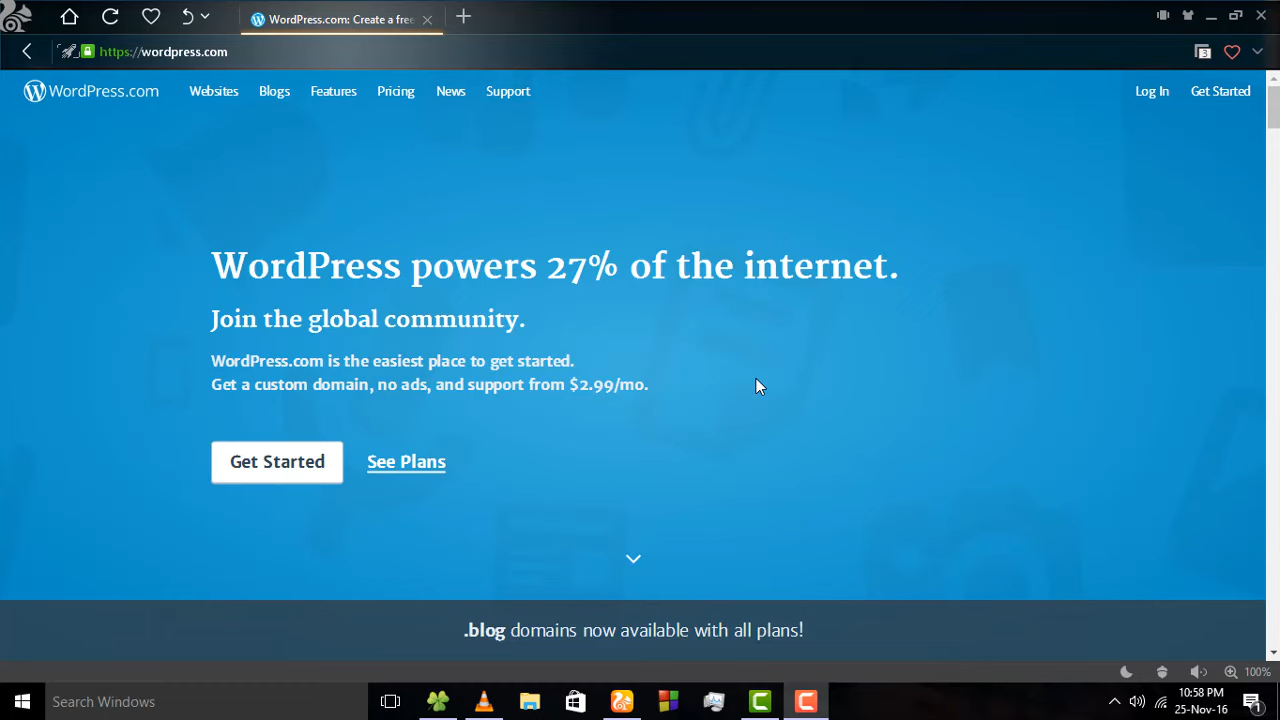 WordPress.com: Create a free
https://wordpress.com
3
WordPress.com Websites Blogs Features Pricing News Support Log In Get Started
WordPress powers 27% of the internet.
Join the global community.
WordPress.com is the easiest place to get started.
Get a custom domain, no ads, and support from $2.99/mo.
Get Started See Plans
.blog domains now available with all plans!
100%
Search Windows
10:58 PM
25-Nov-16
1